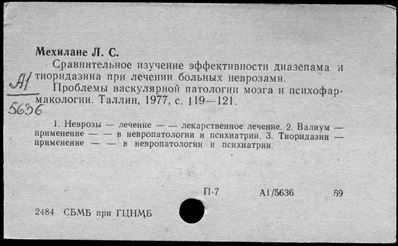 Мехилане Л. С.
Сравнительное изучение эффективности диазепама и
тиоридазина при лечении больных неврозами.
Проблемы васкулярной патологии мозга и психофар-
макологии. Таллин, 1977, с. 119—121.
А1
5636
1. Неврозы — лечение — — лекарственное лечение. 2. Валиум —
применение — — в невропатологии и психиатрии. 3. Тиоридазин —
применение — — в невропатологии и психиатрии
П-7 А1/5636 69
2484 СБМБ при ГЦНМБ